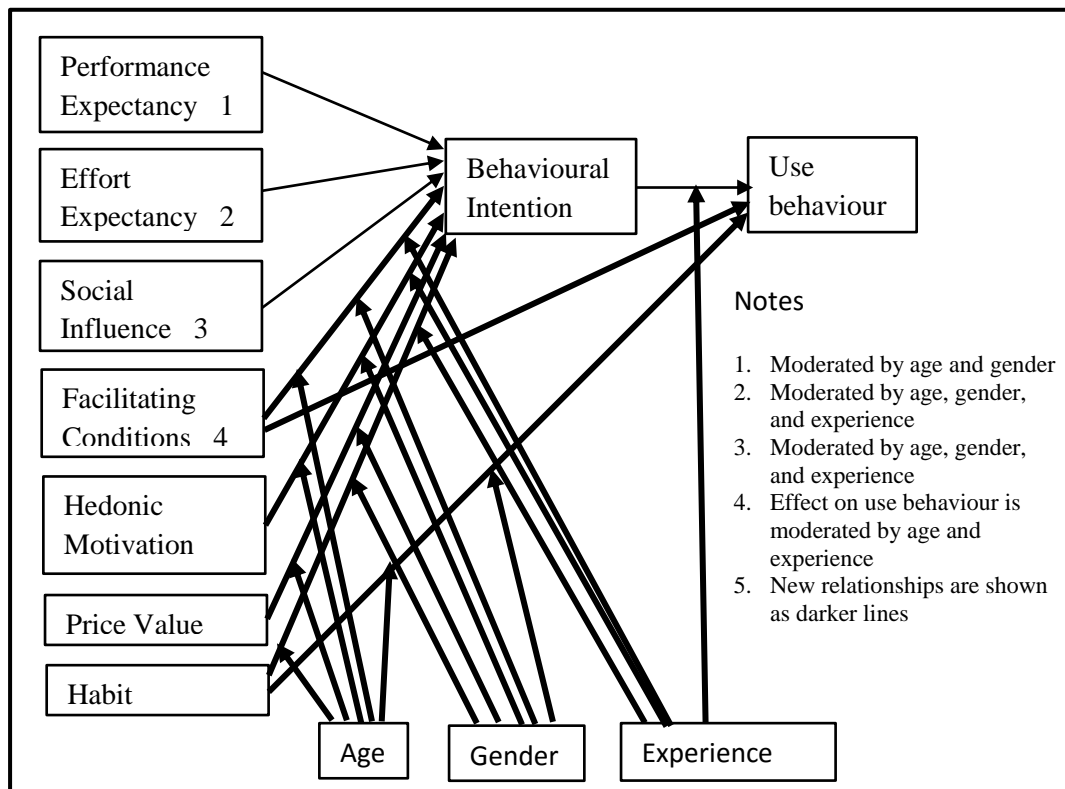 Performance
Expectancy 1
Effort
Expectancy 2
Social
Influence 3
Facilitating
Conditions 4
Hedonic
Motivation
Price Value
Habit
Behavioural
Intention
Use
behaviour
Notes
1. Moderated by age and gender
2. Moderated by age, gender,
and experience
3. Moderated by age, gender,
and experience
4. Effect on use behaviour is
moderated by age and
experience
5. New relationships are shown
as darker lines
Age
Gender
Experience